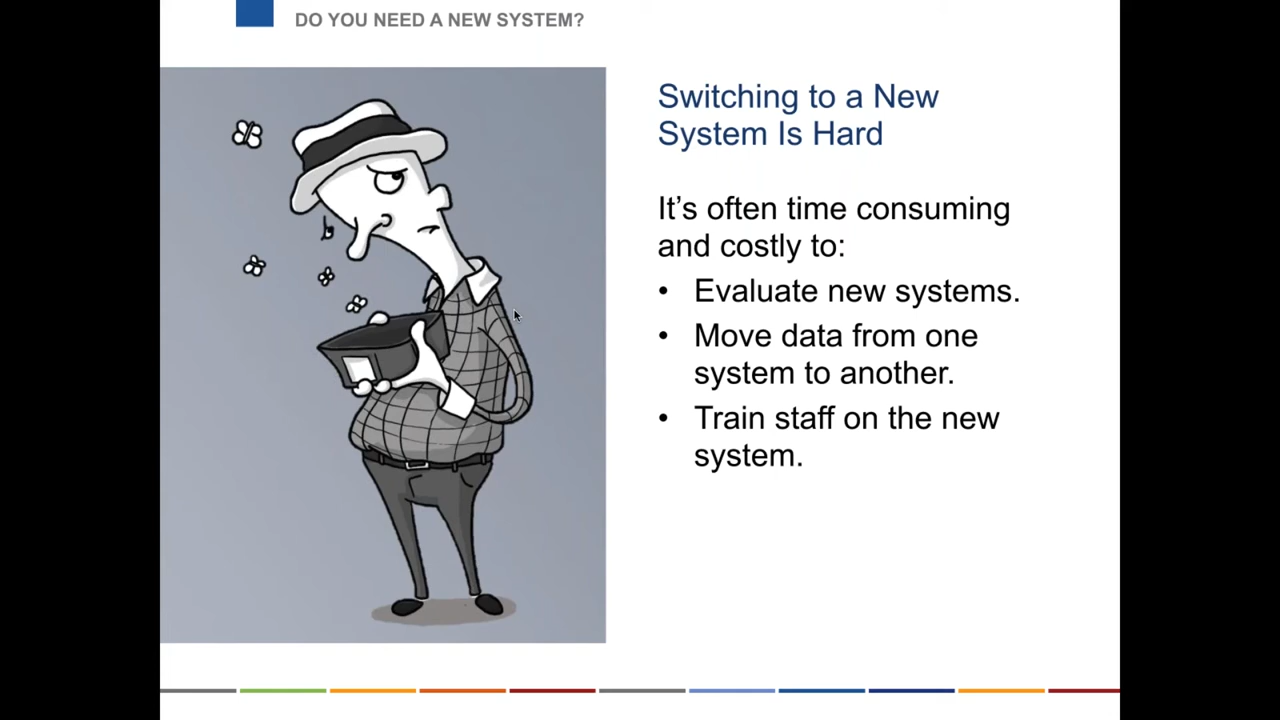 DO YOU NEED A NEW SYSTEM?
Switching to a New
System Is Hard
It’s often time consuming
and costly to:
• Evaluate new systems.
• Move data from one
system to another.
• Train staff on the new
system.